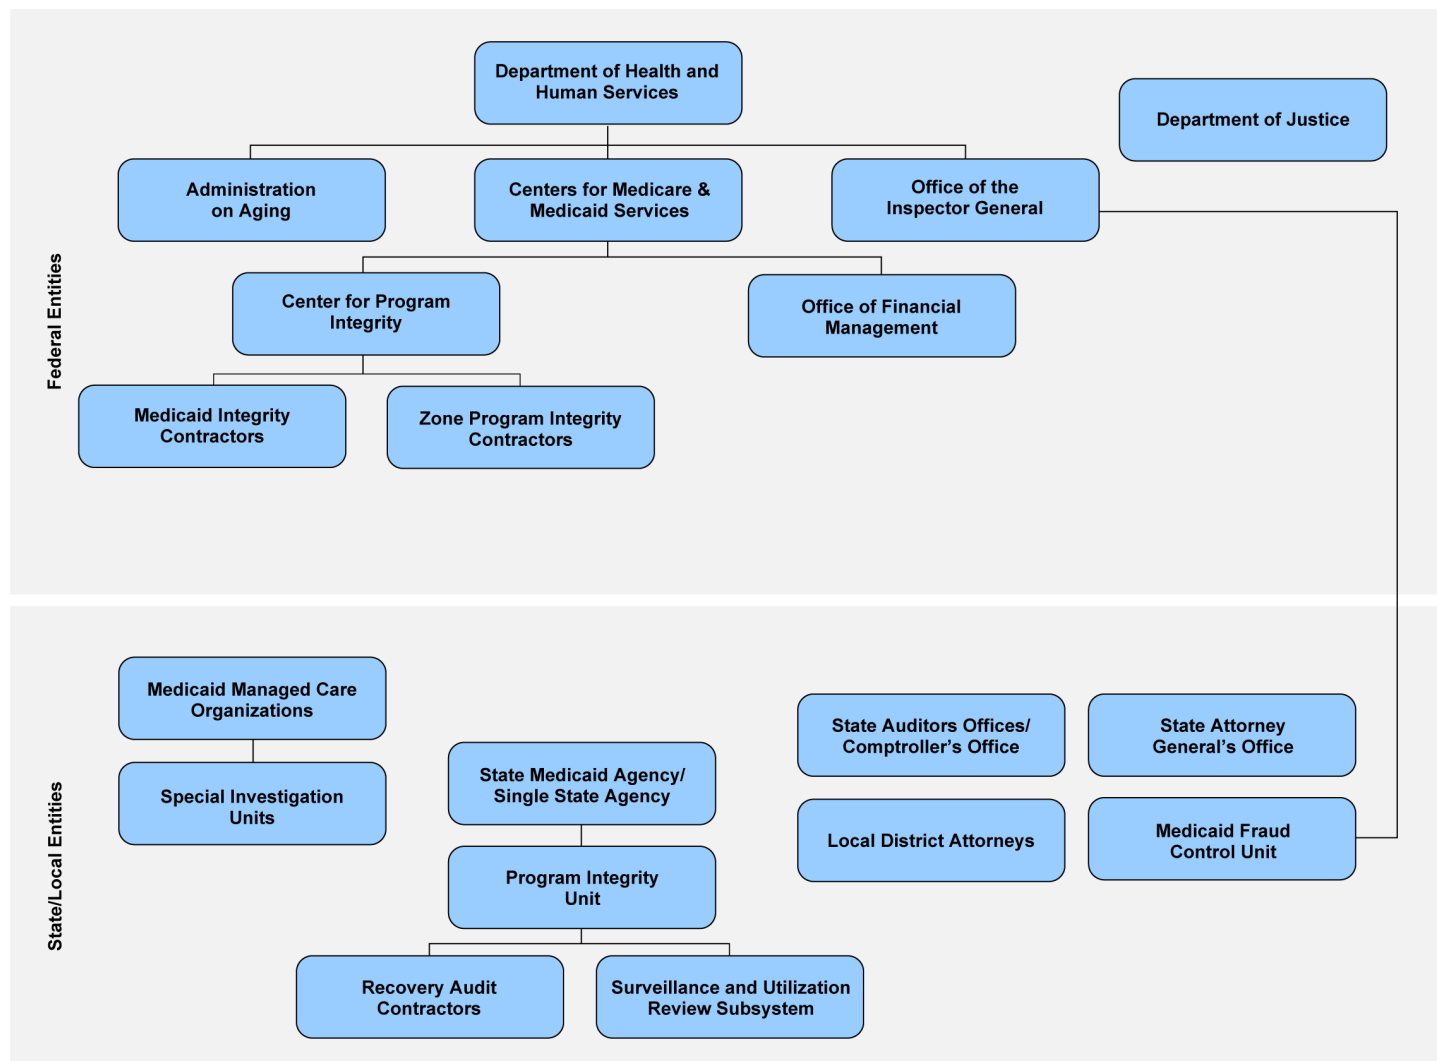 Department of Health and
Human Services
Department of Justice
Administration
on Aging
Centers for Medicare &
Medicaid Services
Office of the
Inspector General
Federal Entities
Center for Program
Integrity
Office of Financial
Management
Medicaid Integrity
Contractors
Zone Program Integrity
Contractors
State/Local Entities
Medicaid Managed Care
Organizations
Special Investigation
Units
State Medicaid Agency/
Single State Agency
Program Integrity
Unit
Recovery Audit
Contractors
Surveillance and Utilization
Review Subsystem
State Auditors Offices/
Comptroller’s Office
State Attorney
General’s Office
Local District Attorneys
Medicaid Fraud
Control Unit